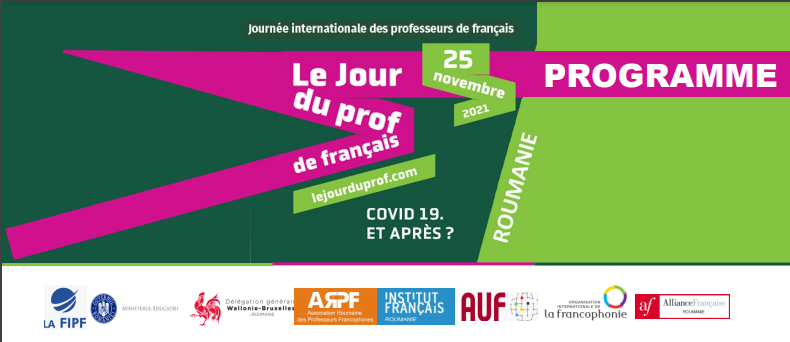 Journée internationale des professeurs de français
Le Jour
du prof
de français
lejourduprof.com
25
novembre
2021
PROGRAMME
ROUMANIE
COVID 19.
ET APRÈS ?
LA FIPF
MINISTERUL EDUCAȚIEI
Délégation générale
Wallonie-Bruxelles
ROUMANIE
ARPF
Association Roumaine
des Professeurs Francophones
INSTITUT
FRANÇAIS
ROUMANIE
AUF
ORGANISATION
INTERNATIONALE DE
la francophonie
af
AllianceFrançaise
ROUMANIE